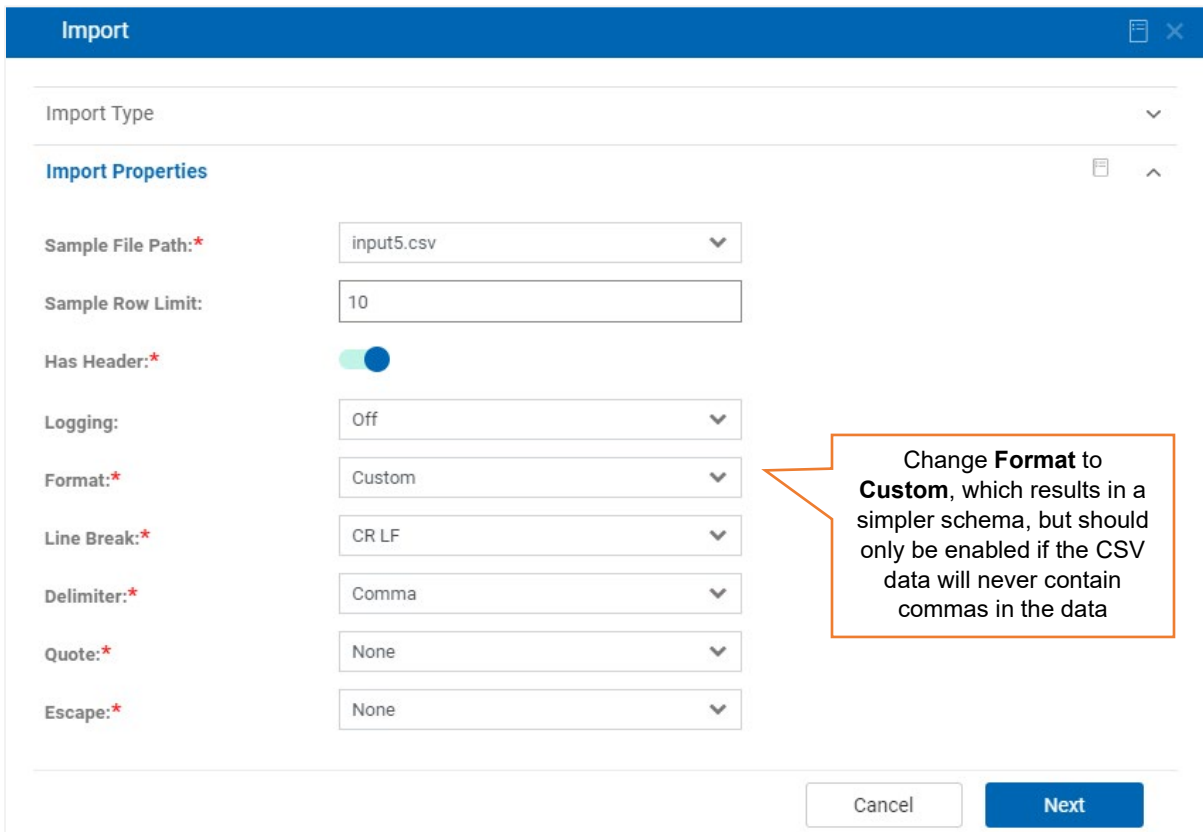 Import
Import Type
Import Properties
Sample File Path:*
input5.csv
Sample Row Limit:
10
Has Header:*
Logging:
Off
Format:*
Custom
Line Break:*
CR LF
Delimiter:*
Comma
Quote:*
None
Escape:*
None
Change Format to
Custom, which results in a
simpler schema, but should
only be enabled if the CSV
data will never contain
commas in the data
Cancel
Next